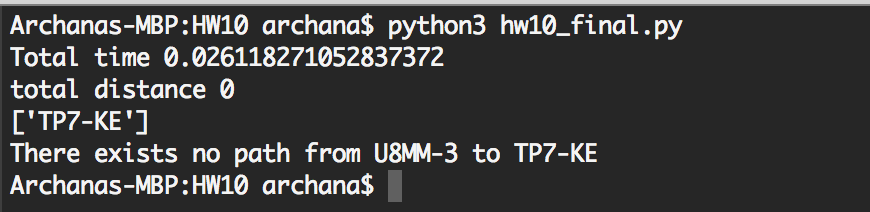 Archanas-MBP:HW10 archana$ python3 hw10_final.py
Total time 0.026118271052837372
total distance 0
['TP7-KE']
There exists no path from U8MM-3 to TP7-KE
Archanas-MBP:HW10 archana$